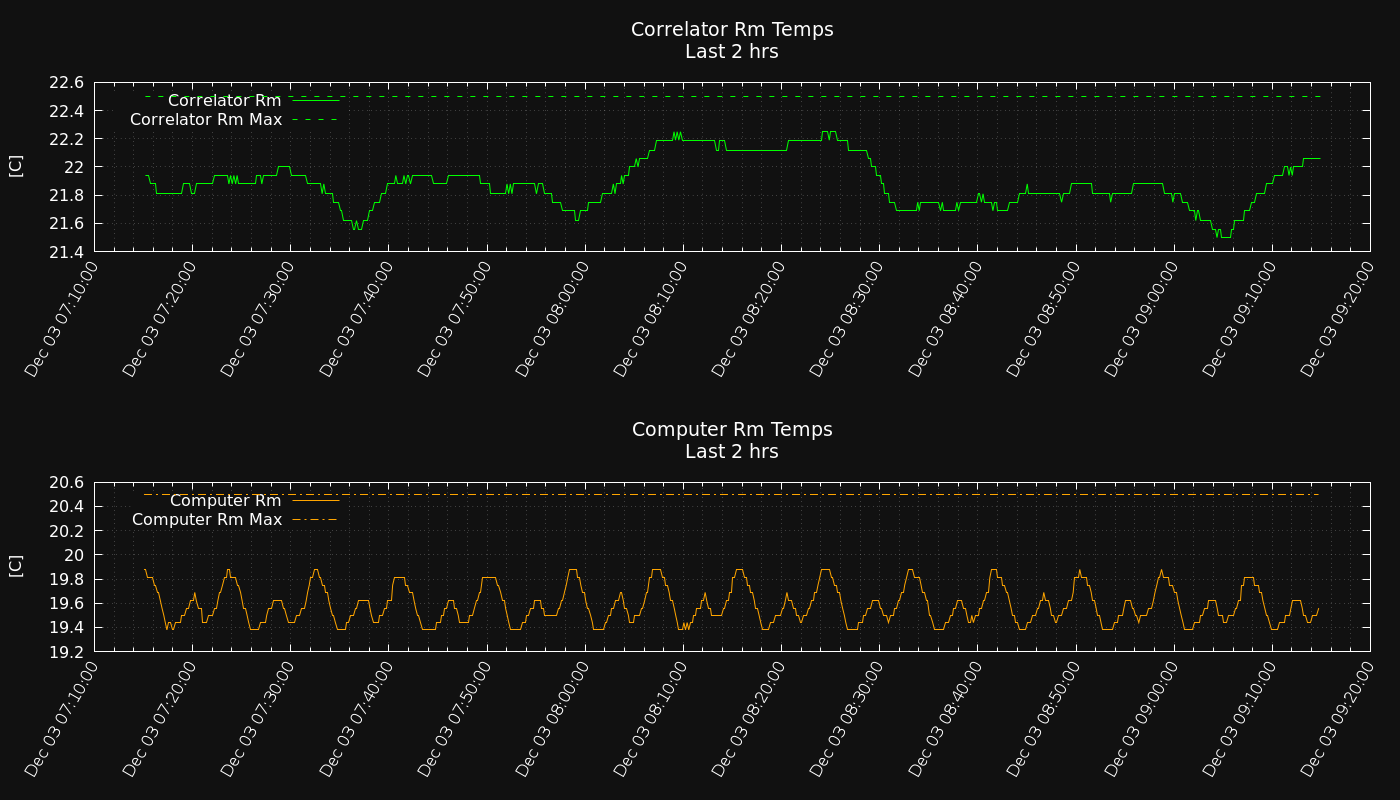 Correlator Rm Temps
Last 2 hrs
22.6
22.4
22.2
22
21.8
21.6
21.4
[C]
Correlator Rm
Correlator Rm Max
Dec 03 07:10:00
Dec 03 07:20:00
Dec 03 07:30:00
Dec 03 07:40:00
Dec 03 07:50:00
Dec 03 08:00:00
Dec 03 08:10:00
Dec 03 08:20:00
Dec 03 08:30:00
Dec 03 08:40:00
Dec 03 08:50:00
Dec 03 09:00:00
Dec 03 09:10:00
Dec 03 09:20:00
Computer Rm Temps
Last 2 hrs
20.6
20.4
20.2
20
19.8
19.6
19.4
19.2
[C]
Computer Rm
Computer Rm Max
Dec 03 07:10:00
Dec 03 07:20:00
Dec 03 07:30:00
Dec 03 07:40:00
Dec 03 07:50:00
Dec 03 08:00:00
Dec 03 08:10:00
Dec 03 08:20:00
Dec 03 08:30:00
Dec 03 08:40:00
Dec 03 08:50:00
Dec 03 09:00:00
Dec 03 09:10:00
Dec 03 09:20:00